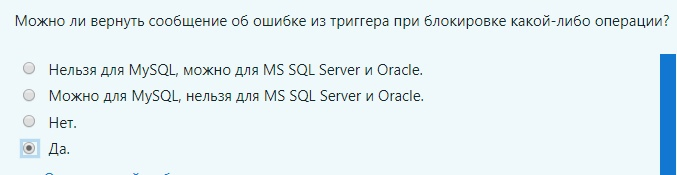 Можно ли вернуть сообщение об ошибке из триггера при блокировке какой-либо операции?
Нельзя для MySQL, можно для MS SQL Server и Oracle.
Можно для MySQL, нельзя для MS SQL Server и Oracle.
Нет.
Да.